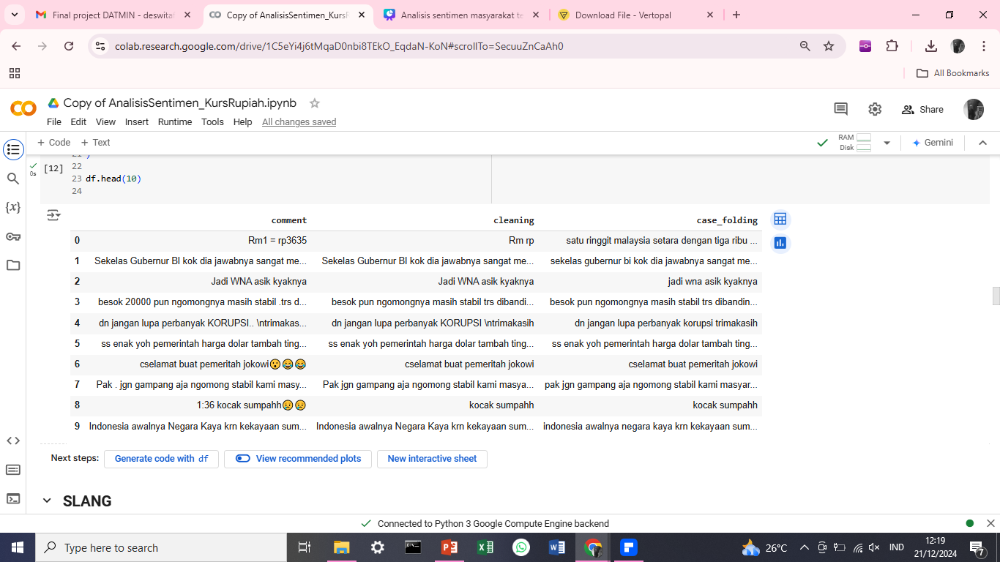 Final project DATMIN - deswitaf
Copy of AnalisisSentimen_KursR
Analisis sentimen masyarakat te
Download File - Vertopal
colab.research.google.com/drive/1C5eYi4j6tMqaD0nbi8TEkO_EqdaN-KoN#scrollTo=SecuuZnCaAh0
All Bookmarks
Copy of AnalisisSentimen_KursRupiah.ipynb
Share
File Edit View Insert Runtime Tools Help All changes saved
+ Code + Text
RAM
Disk
Gemini
21 )
[12] 22
0s
23 df.head(10)
24
comment cleaning case_folding
0 Rm1 = rp3635 Rm rp satu ringgit malaysia setara dengan tiga ribu ...
1 Sekelas Gubernur BI kok dia jawabnya sangat me... Sekelas Gubernur BI kok dia jawabnya sangat me... sekelas gubernur bi kok dia jawabnya sangat me...
2 Jadi WNA asik kyaknya Jadi WNA asik kyaknya jadi wna asik kyaknya
3 besok 20000 pun ngomongnya masih stabil .trs d... besok pun ngomongnya masih stabil trs dibandi... besok pun ngomongnya masih stabil trs dibandin...
4 dn jangan lupa perbanyak KORUPSI.. \ntrimakas... dn jangan lupa perbanyak KORUPSI \ntrimakasih dn jangan lupa perbanyak korupsi trimakasih
5 ss enak yoh pemerintah harga dolar tambah ting... ss enak yoh pemerintah harga dolar tambah ting... ss enak yoh pemerintah harga dolar tambah ting...
6 cselamat buat pemeritah jokowi😯😂😂 cselamat buat pemeritah jokowi cselamat buat pemeritah jokowi
7 Pak . jgn gampang aja ngomong stabil kami masy... Pak jgn gampang aja ngomong stabil kami masya... pak jgn gampang aja ngomong stabil kami masyar...
8 1:36 kocak sumpahh😥😥 kocak sumpahh kocak sumpahh
9 Indonesia awalnya Negara Kaya krn kekayaan sum... Indonesia awalnya Negara Kaya krn kekayaan sum... indonesia awalnya negara kaya krn kekayaan sum...
Next steps: Generate code with df View recommended plots New interactive sheet
SLANG
Connected to Python 3 Google Compute Engine backend
Type here to search
26°C
IND
12:19
21/12/2024
7